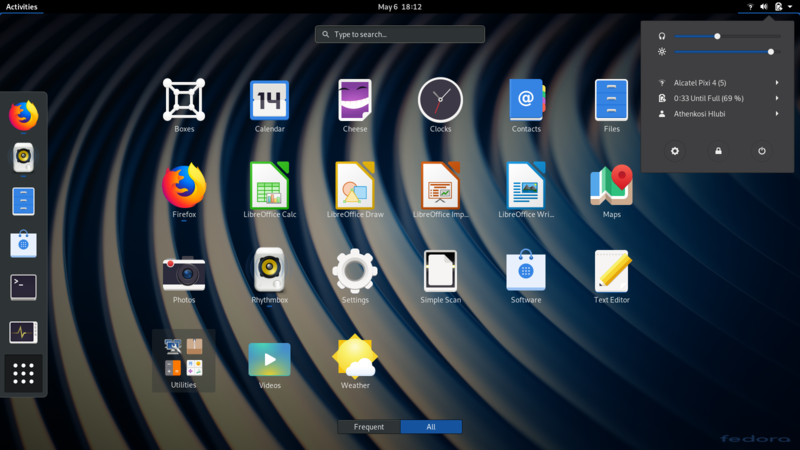 Activities
May 6 18:12
Type to search...
Alcatel Pixi 4 (5)
0:33 Until Full (69 %)
Athenkosi Hlubi
14
Boxes
Calendar
Cheese
Clocks
Contacts
Files
Firefox
LibreOffice Calc
LibreOffice Draw
LibreOffice Imp...
LibreOffice Wri...
Maps
Photos
Rhythmbox
Settings
Simple Scan
Software
Text Editor
Utilities
Videos
Weather
Frequent
All
fedora